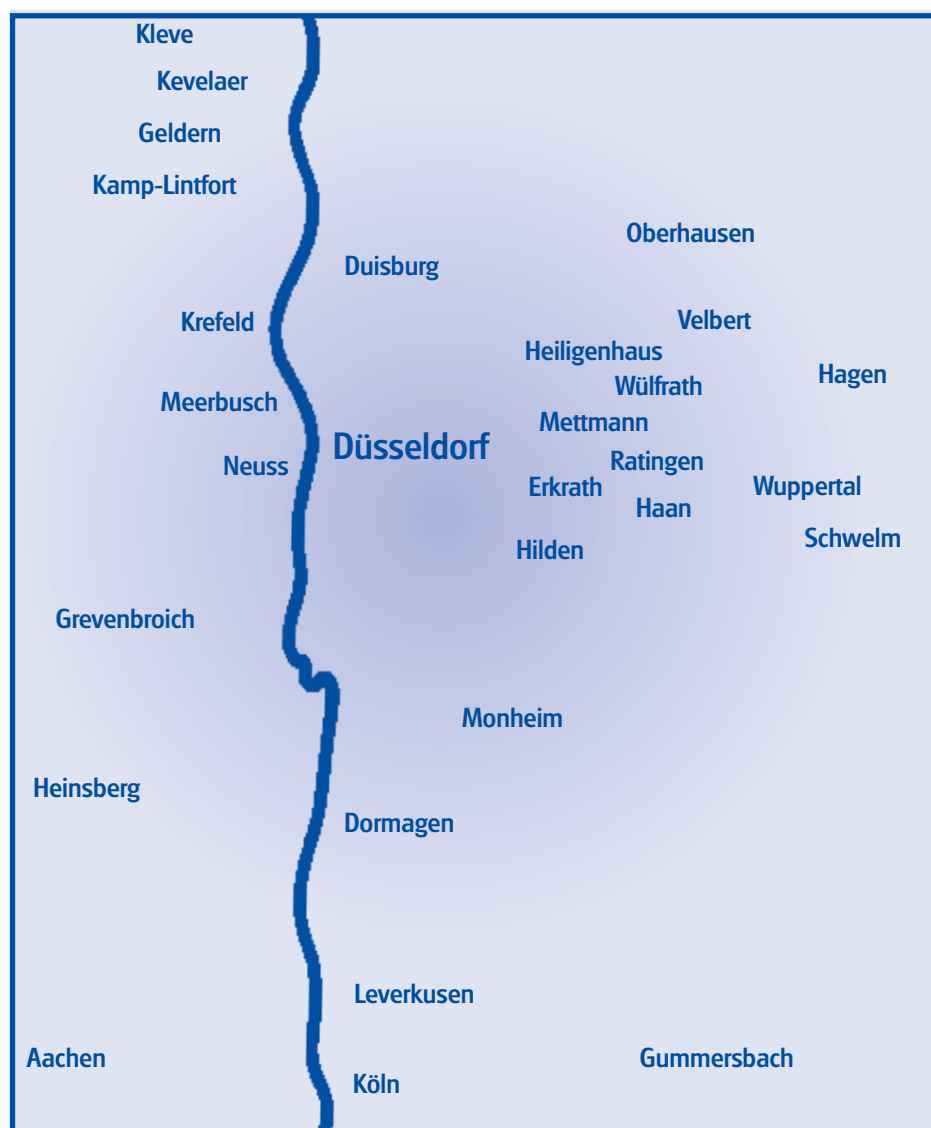 Kleve
Kevelaer
Geldern
Kamp-Lintfort
Oberhausen
Duisburg
Krefeld
Velbert
Heiligenhaus
Hagen
Wülfrath
Meerbusch
Mettmann
Düsseldorf
Neuss
Ratingen
Erkrath
Wuppertal
Haan
Schwelm
Hilden
Grevenbroich
Monheim
Heinsberg
Dormagen
Leverkusen
Aachen
Gummersbach
Köln